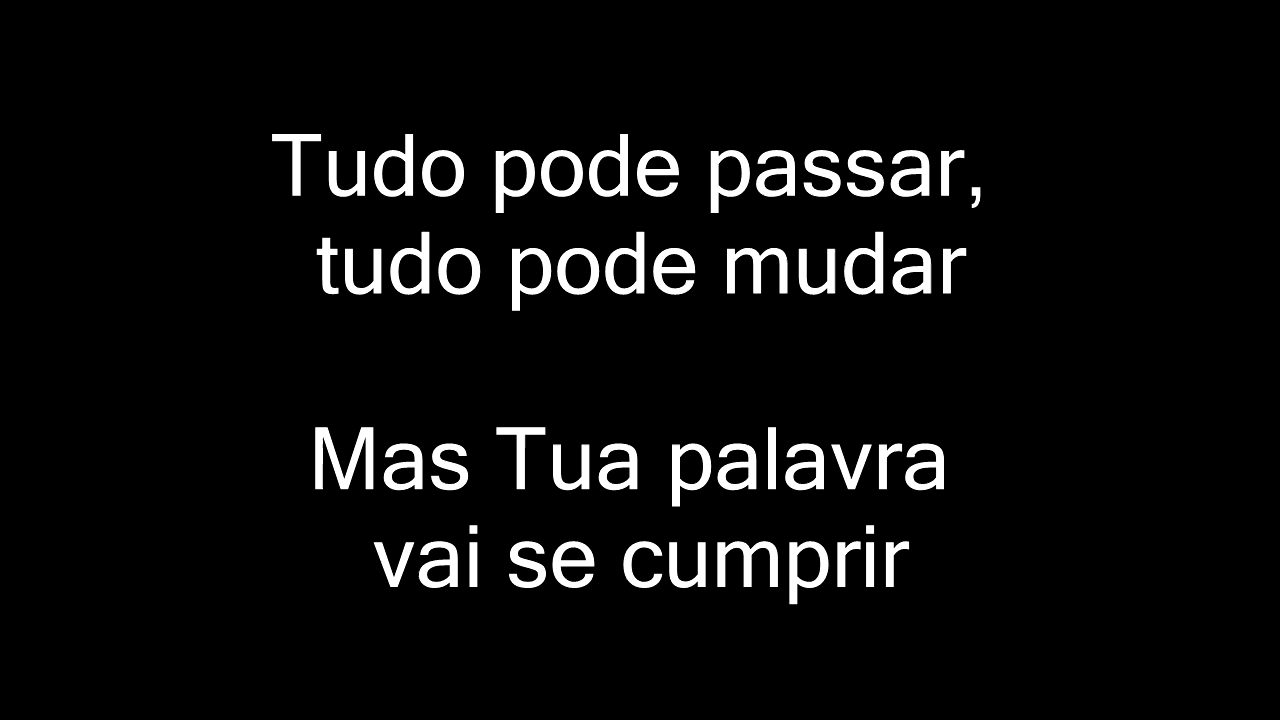 Tudo pode passar,
tudo pode mudar
Mas Tua palavra
vai se cumprir